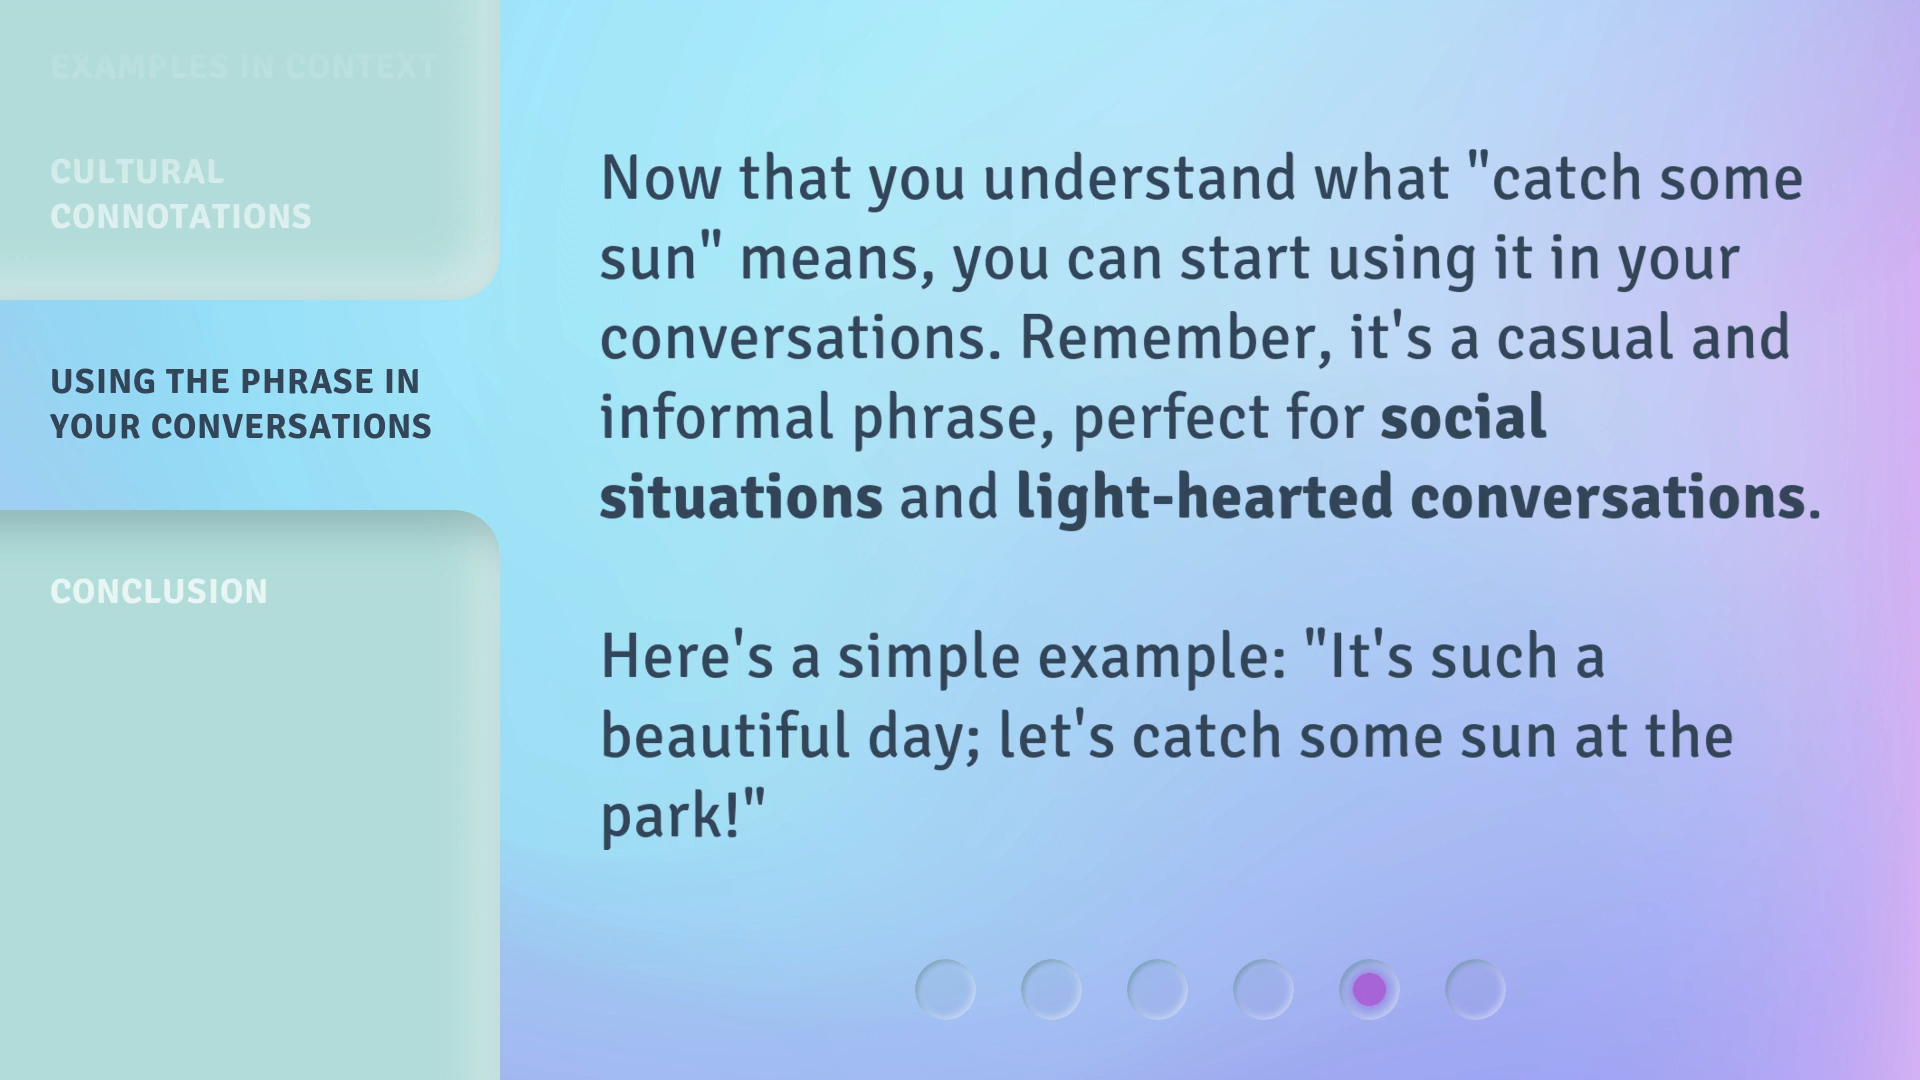 EXAMPLES IN CONTEXT
CULTURAL
CONNOTATIONS
USING THE PHRASE IN
YOUR CONVERSATIONS
CONCLUSION
Now that you understand what "catch some
sun" means, you can start using it in your
conversations. Remember, it's a casual and
informal phrase, perfect for social
situations and light-hearted conversations.
Here's a simple example: "It's such a
beautiful day; let's catch some sun at the
park!"